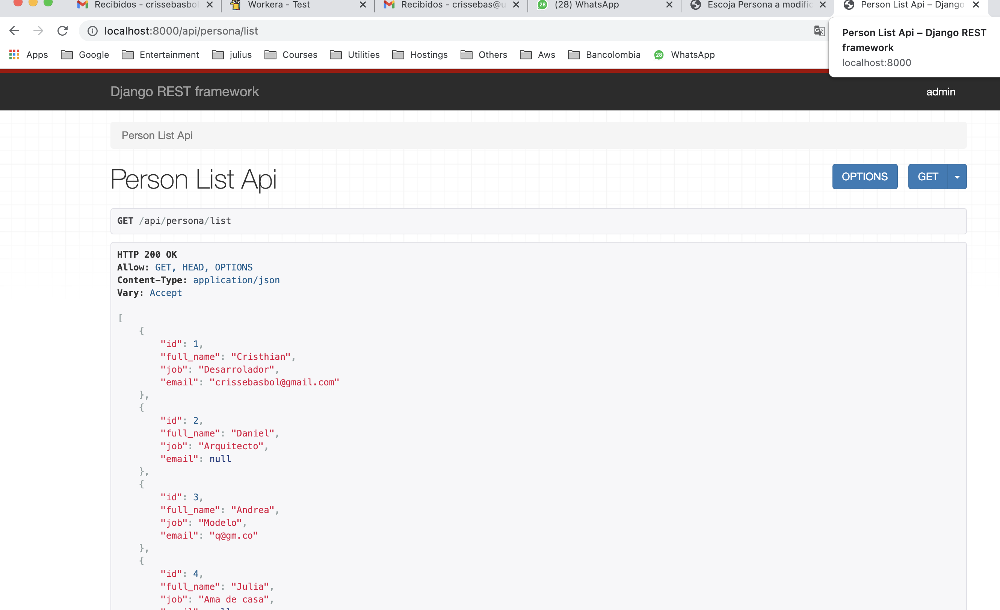 Recibidos - crissebasbol
Workera - Test
Recibidos - crissebas@u
28 (28) WhatsApp
Escoja Persona a modific
Person List Api – Django
localhost:8000/api/persona/list
Person List Api – Django REST
framework
localhost:8000
Apps Google Entertainment julius Courses Utilities Hostings Others Aws Bancolombia 28 WhatsApp
Django REST framework
admin
Person List Api
Person List Api
OPTIONS GET
GET /api/persona/list
HTTP 200 OK
Allow: GET, HEAD, OPTIONS
Content-Type: application/json
Vary: Accept
[
{
"id": 1,
"full_name": "Cristhian",
"job": "Desarrolador",
"email": "crissebasbol@gmail.com"
},
{
"id": 2,
"full_name": "Daniel",
"job": "Arquitecto",
"email": null
},
{
"id": 3,
"full_name": "Andrea",
"job": "Modelo",
"email": "q@gm.co"
},
{
"id": 4,
"full_name": "Julia",
"job": "Ama de casa",